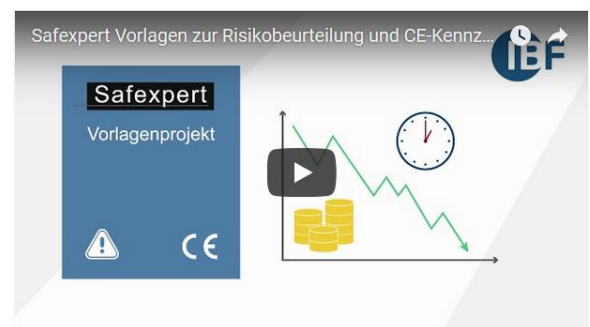 Safexpert Vorlagen zur Risikobeurteilung und CE-Kennz...
IBF
Safexpert
Vorlagenprojekt
CE